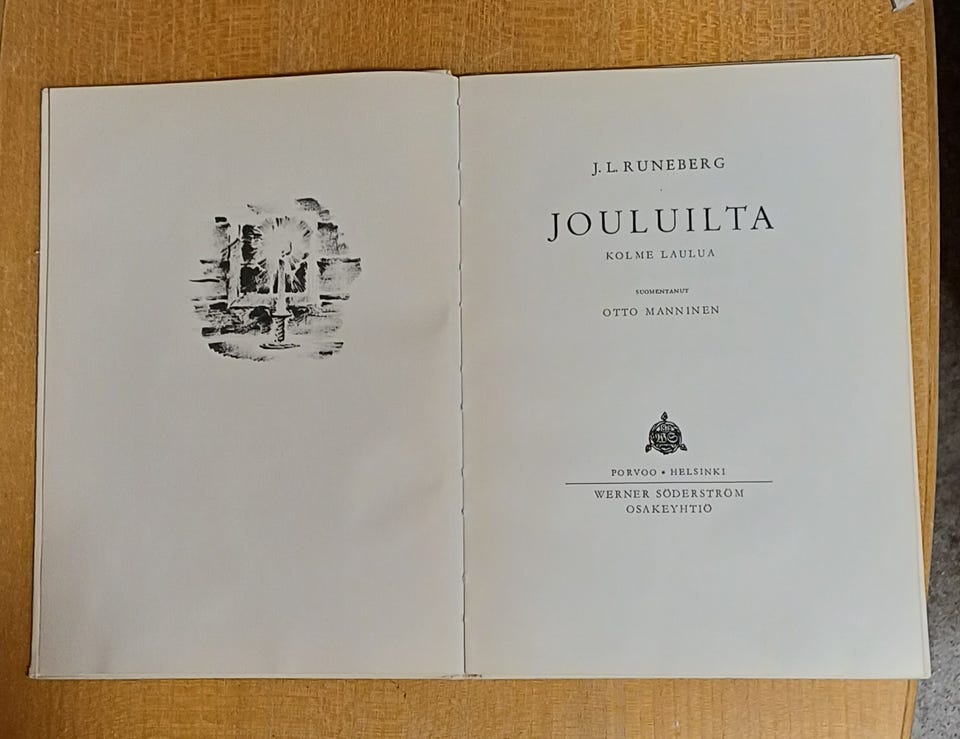 J. L. RUNEBERG
JOULUILTA
KOLME LAULUA
SUOMENTANUT
OTTO MANNINEN
PORVOO • HELSINKI
WERNER SÖDERSTRÖM
OSAKEYHTIÖ